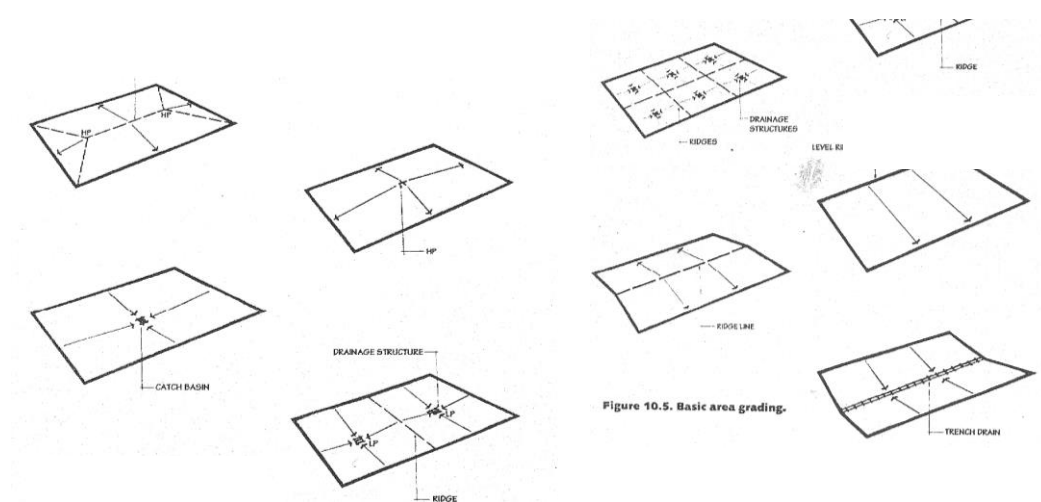 HP
HP
HP
CATCH BASIN
DRAINAGE STRUCTURE
LP
LP
RIDGE
RIDGE
DRAINAGE
STRUCTURES
RIDGES
LEVEL RI
RIDGE LINE
Figure 10.5. Basic area grading.
TRENCH DRAIN